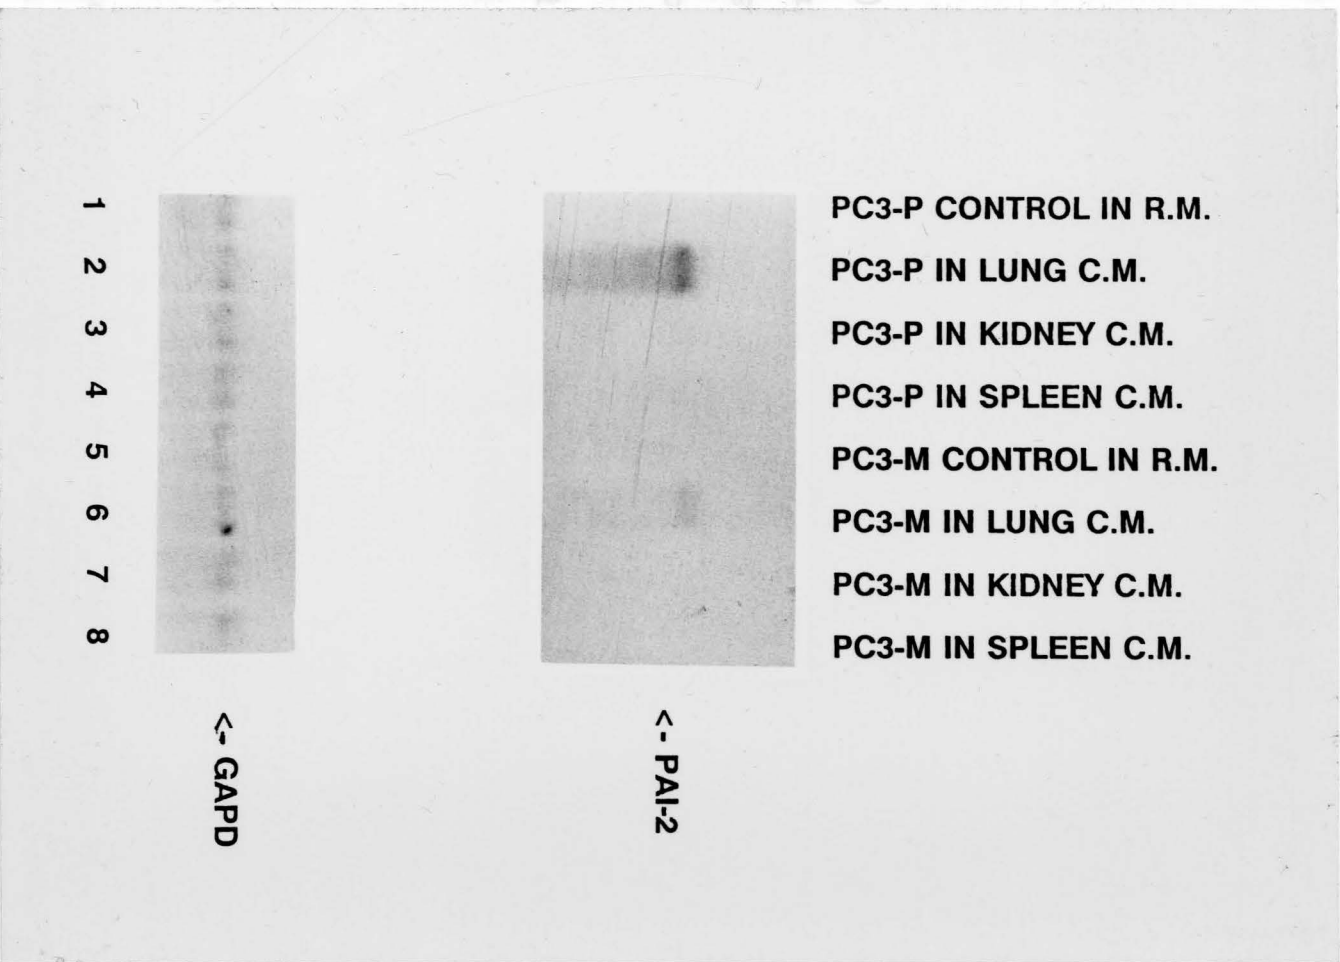 1
2
3
4
5
6
7
8
PC3-P CONTROL IN R.M.
PC3-P IN LUNG C.M.
PC3-P IN KIDNEY C.M.
PC3-P IN SPLEEN C.M.
PC3-M CONTROL IN R.M.
PC3-M IN LUNG C.M.
PC3-M IN KIDNEY C.M.
PC3-M IN SPLEEN C.M.
<- GAPD
<- PAI-2